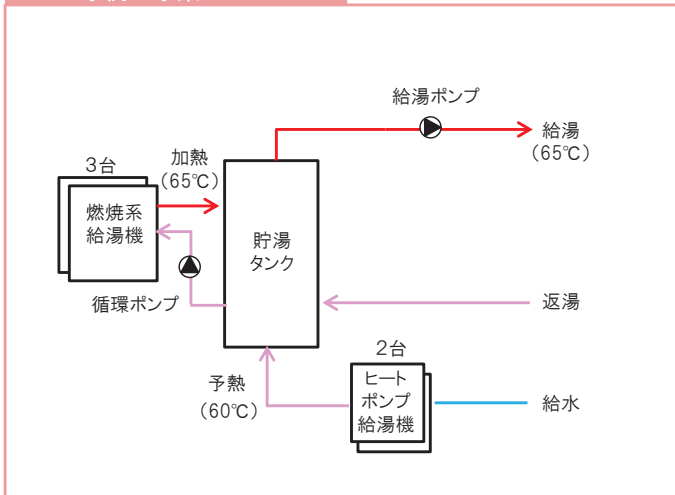 給湯ポンプ
給湯
（65℃）
3台
加熱
（65℃）
燃焼系
給湯機
貯湯
タンク
循環ポンプ
返湯
2台
予熱
（60℃）
ヒート
ポンプ
給湯機
給水